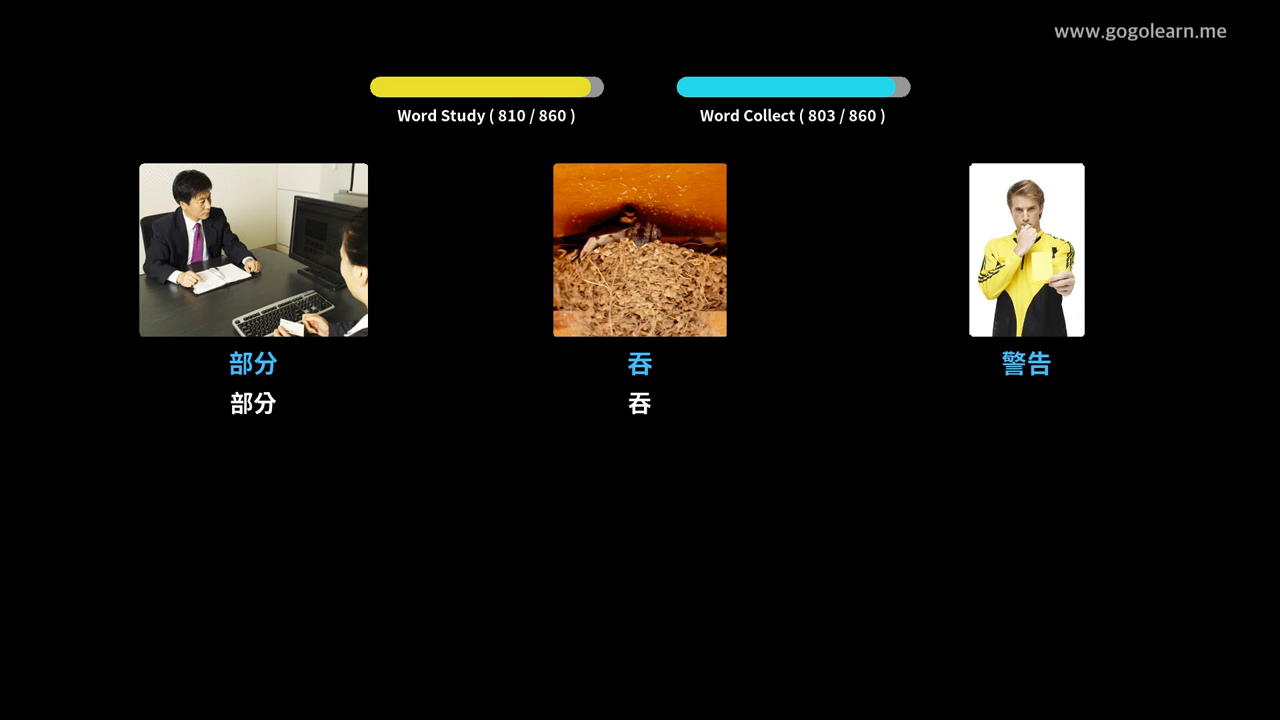 www.gogolearn.me
Word Study ( 810 / 860 )
Word Collect ( 803 / 860 )
部分
吞
警告
部分
吞